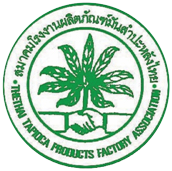 สมาคมโรงงานผลิตภัณฑ์มันสำปะหลังไทย
THE THAI TAPIOCA PRODUCTS FACTORY ASSOCIATION